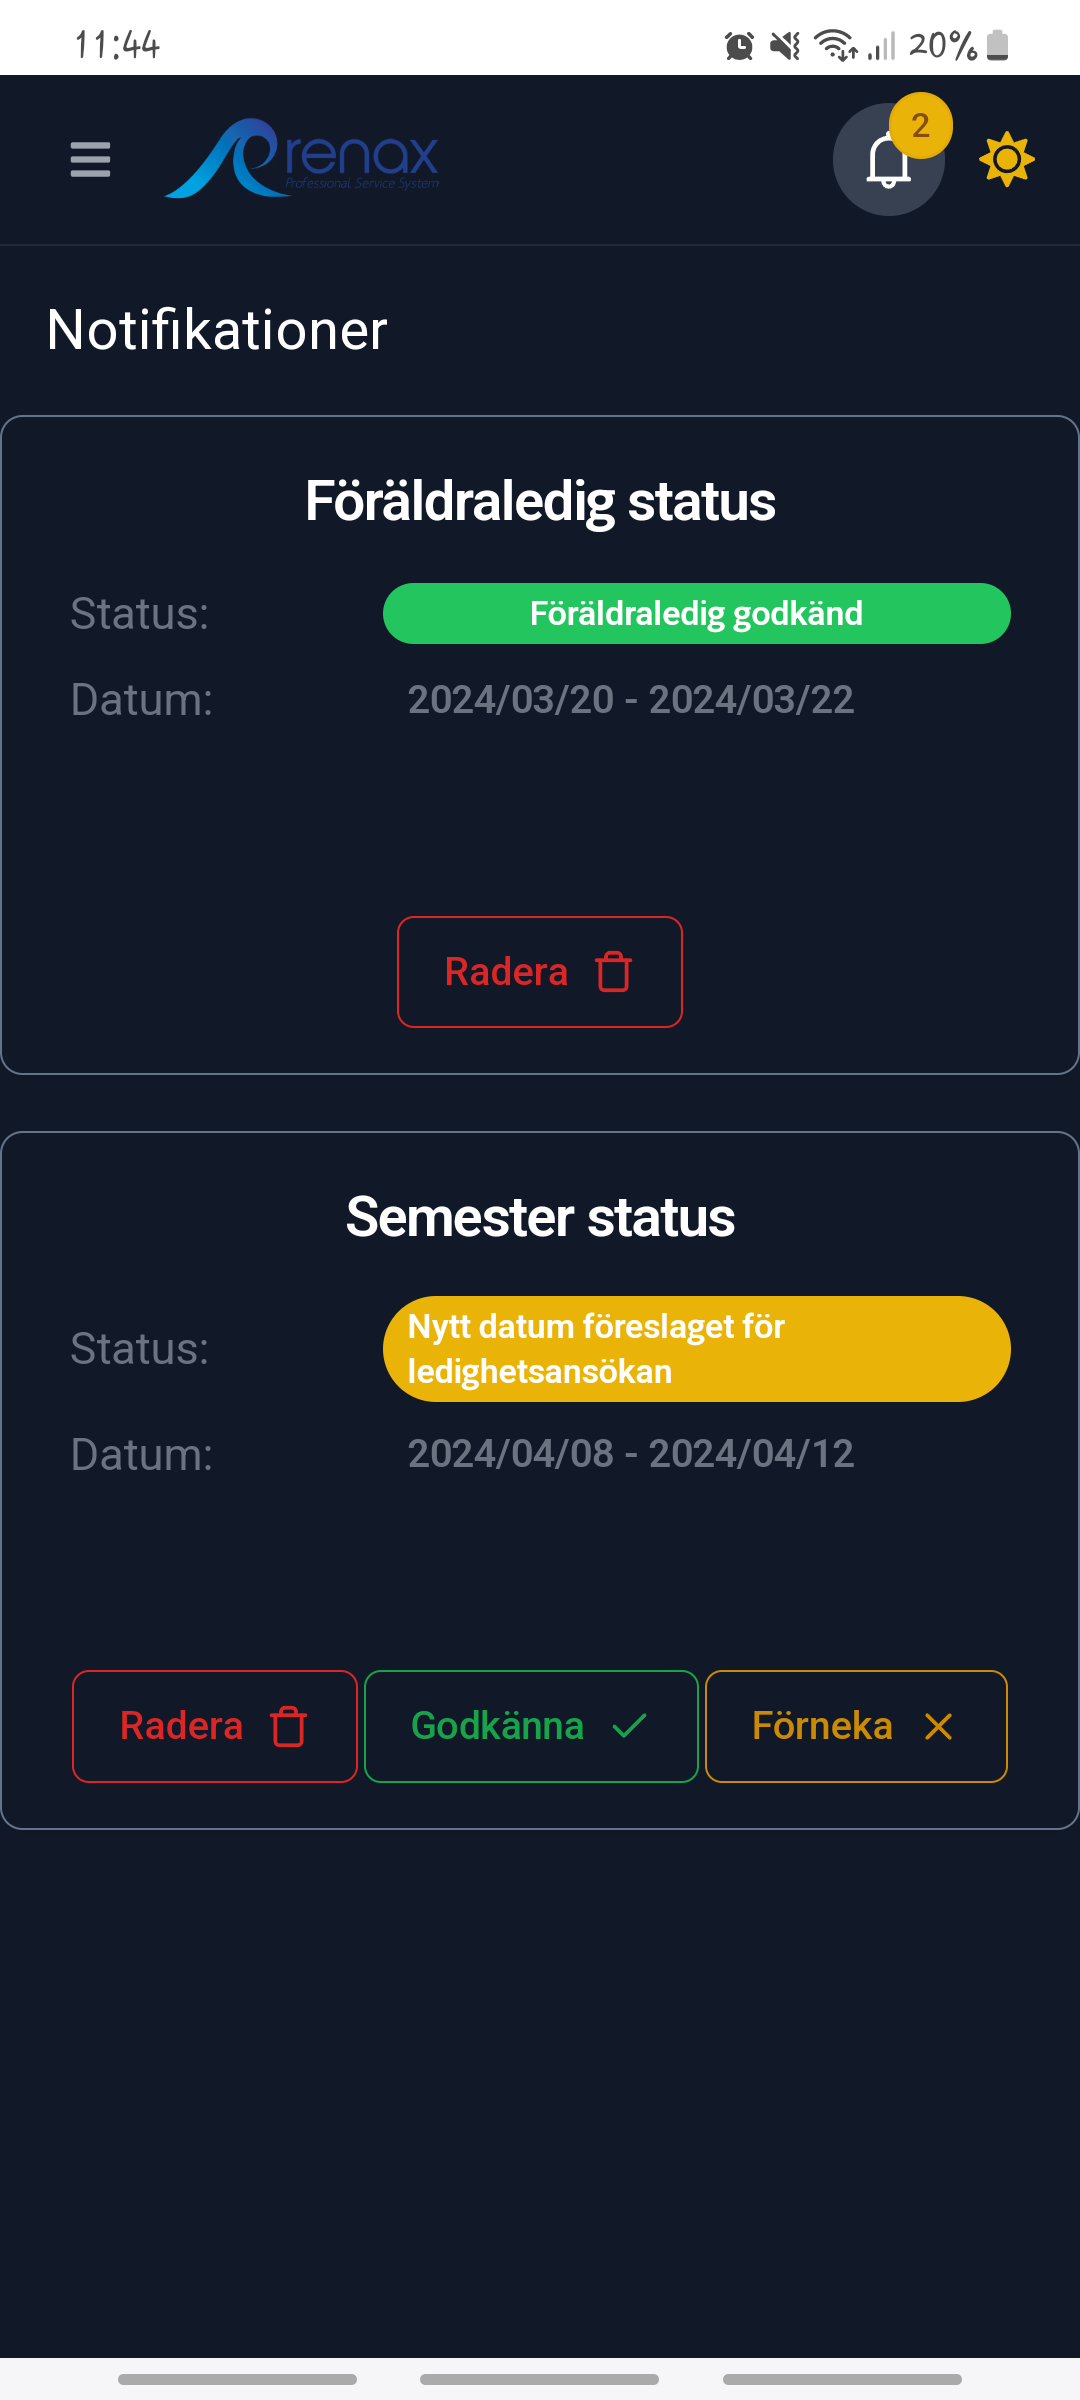 11:44
20%
renax
Professional Service System
2
Notifikationer
Föräldraledig status
Status:
Föräldraledig godkänd
Datum:
2024/03/20 - 2024/03/22
Radera
Semester status
Status:
Nytt datum föreslaget för
ledighetsansökan
Datum:
2024/04/08 - 2024/04/12
Radera
Godkänna
Förneka